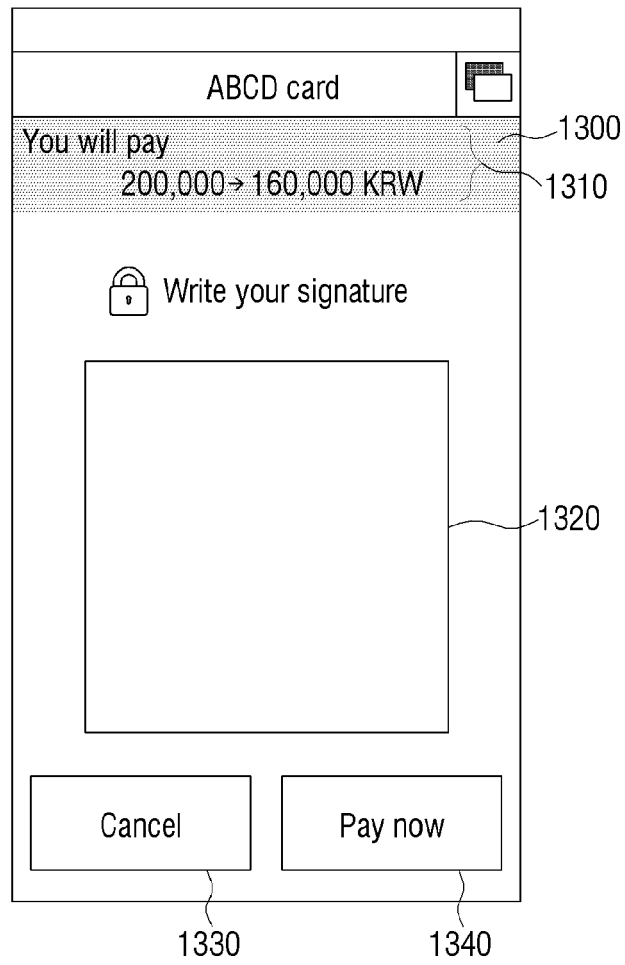 ABCD card
1300
You will pay
200,000→160,000 KRW
1310
Write your signature
1320
Cancel
Pay now
1330
1340